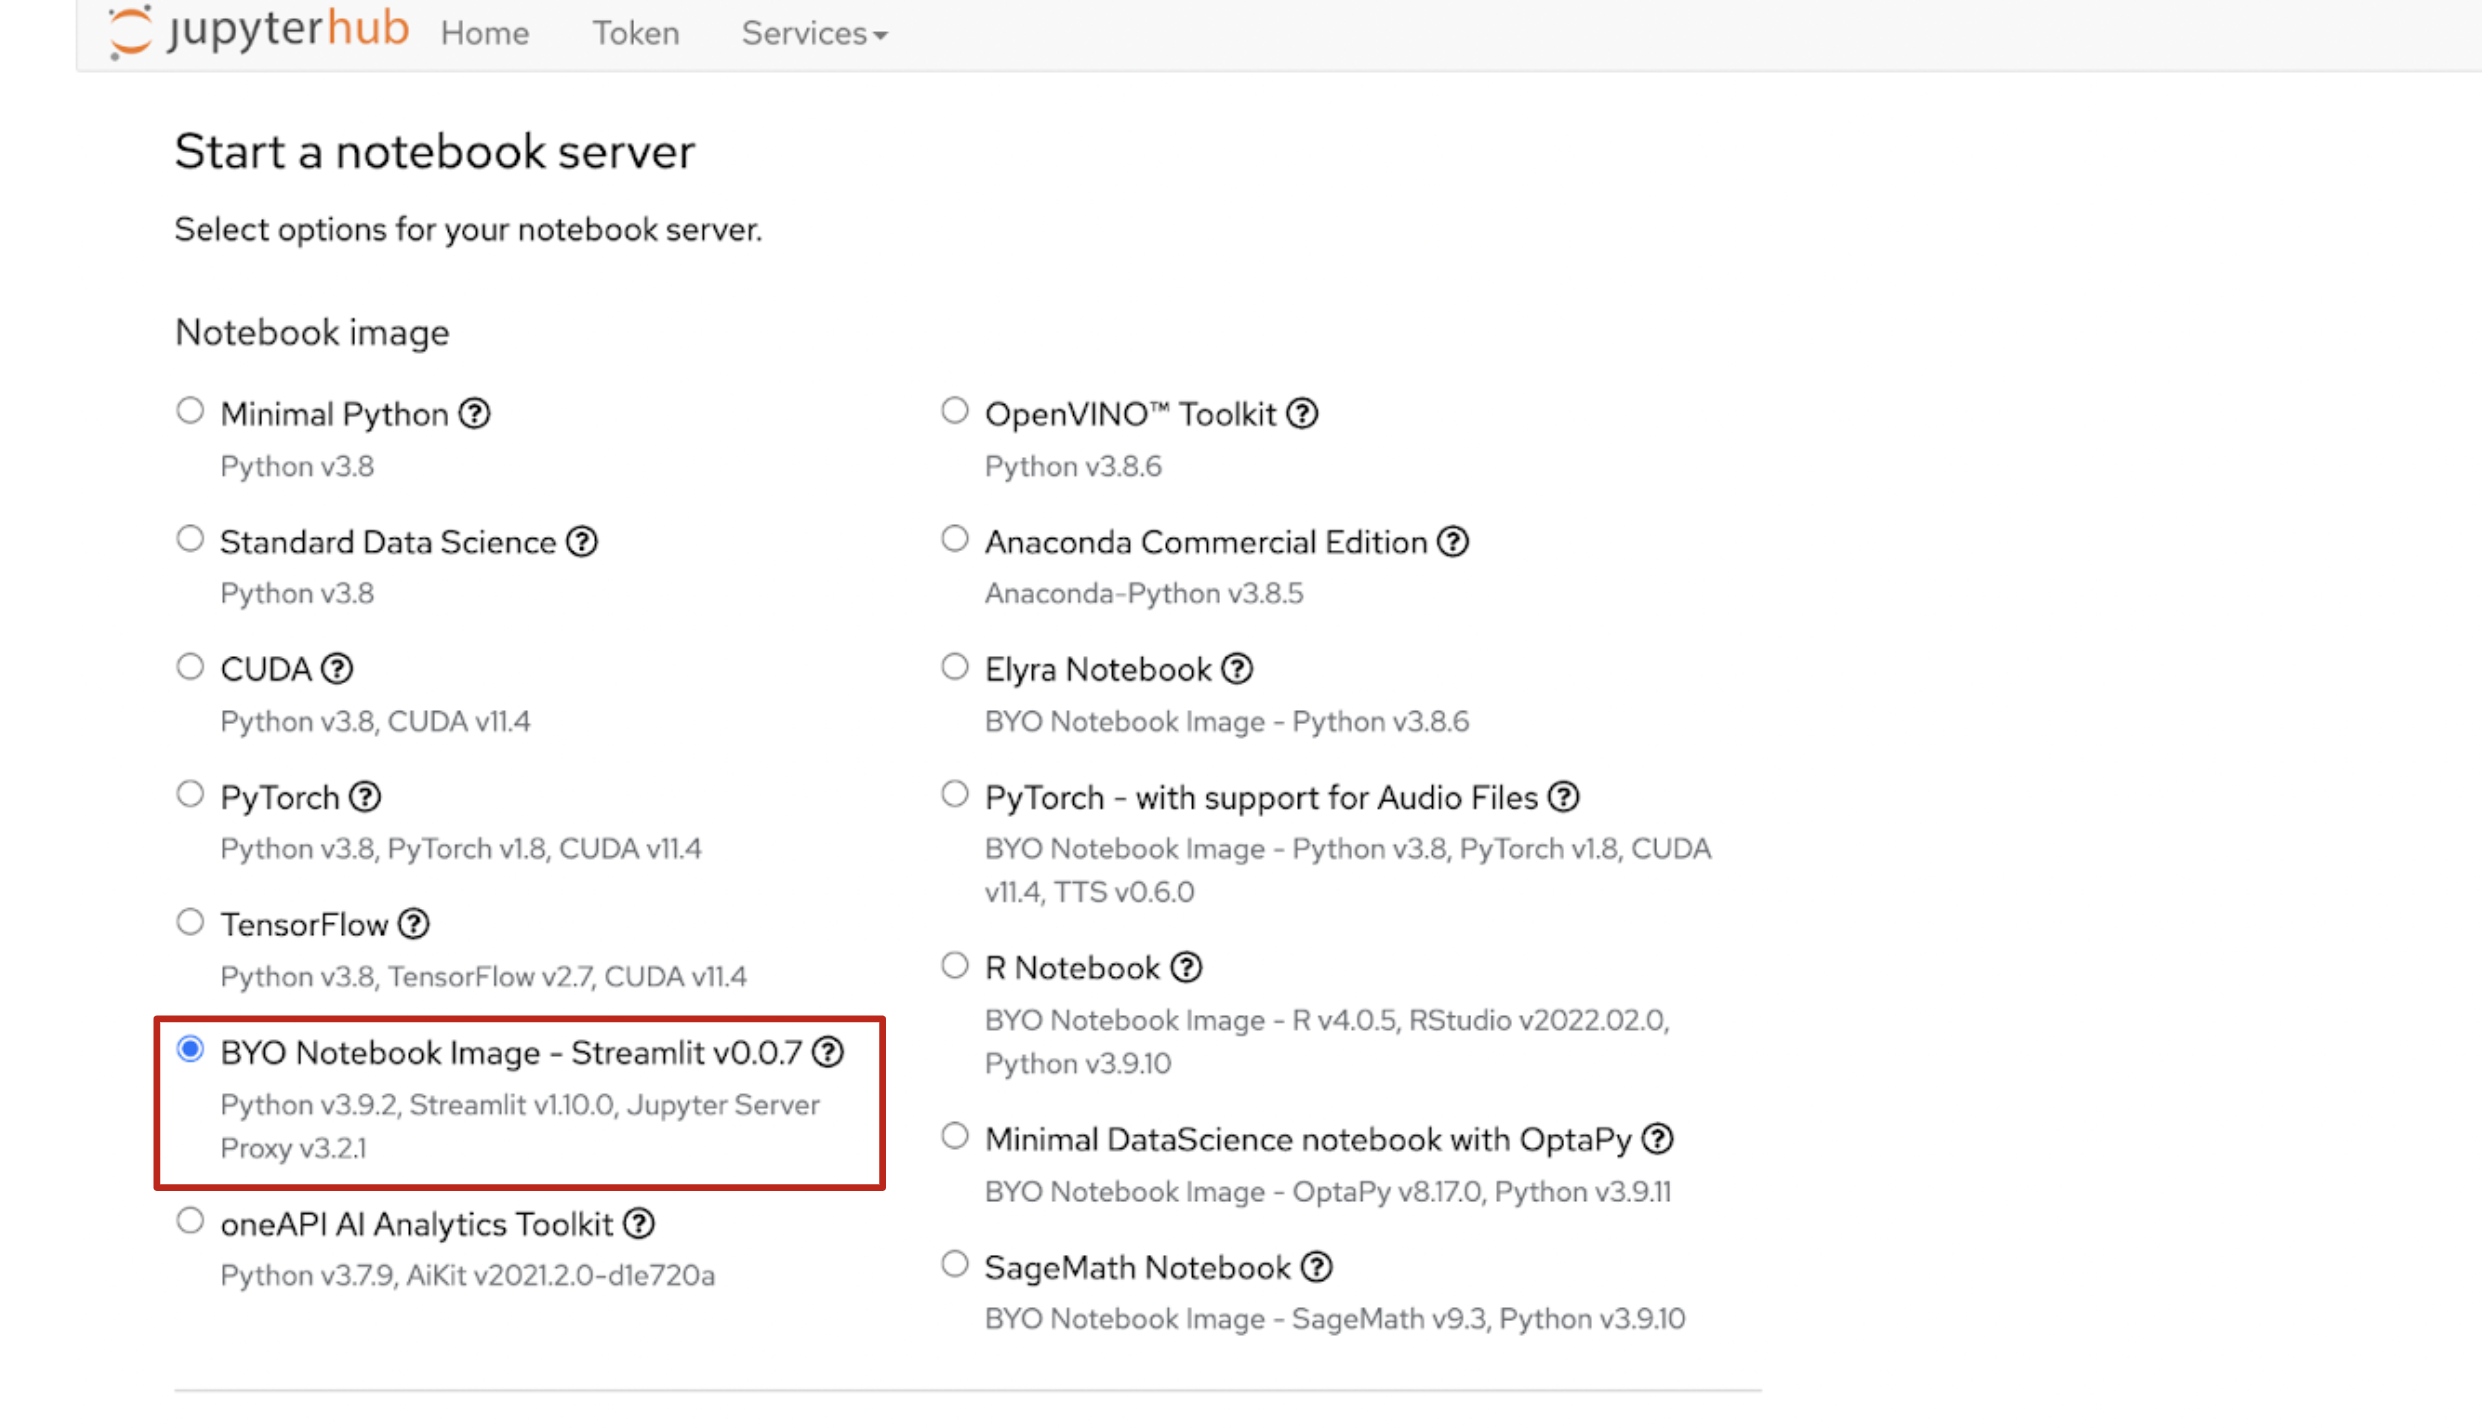 jupyterhub Home Token Services
Start a notebook server
Select options for your notebook server.
Notebook image
Minimal Python
Python v3.8
Standard Data Science
Python v3.8
CUDA
Python v3.8, CUDA v11.4
PyTorch
Python v3.8, PyTorch v1.8, CUDA v11.4
TensorFlow
Python v3.8, TensorFlow v2.7, CUDA v11.4
BYO Notebook Image - Streamlit v0.0.7
Python v3.9.2, Streamlit v1.10.0, Jupyter Server
Proxy v3.2.1
oneAPI AI Analytics Toolkit
Python v3.7.9, AiKit v2021.2.0-d1e720a
OpenVINO™ Toolkit
Python v3.8.6
Anaconda Commercial Edition
Anaconda-Python v3.8.5
Elyra Notebook
BYO Notebook Image - Python v3.8.6
PyTorch - with support for Audio Files
BYO Notebook Image - Python v3.8, PyTorch v1.8, CUDA
v11.4, TTS v0.6.0
R Notebook
BYO Notebook Image - R v4.0.5, RStudio v2022.02.0,
Python v3.9.10
Minimal DataScience notebook with OptaPy
BYO Notebook Image - OptaPy v8.17.0, Python v3.9.11
SageMath Notebook
BYO Notebook Image - SageMath v9.3, Python v3.9.10